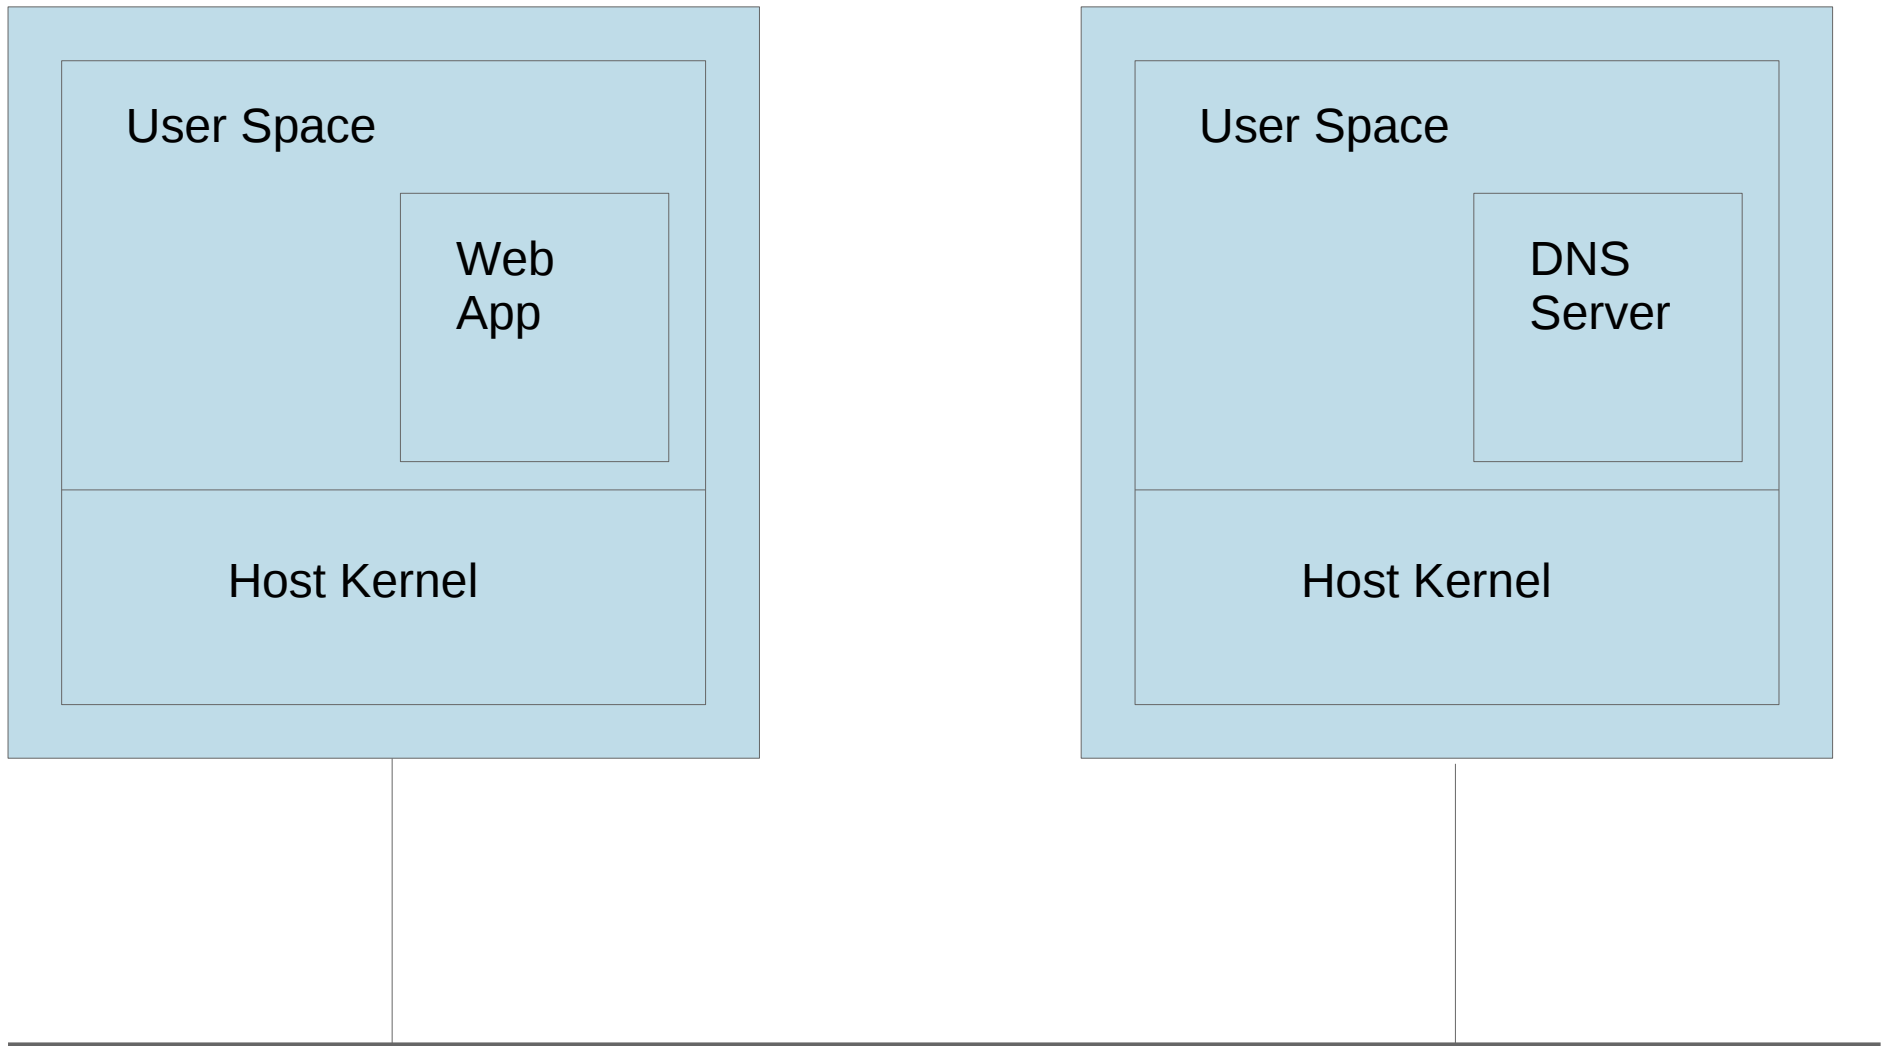 User Space
Web
App
Host Kernel
User Space
DNS
Server
Host Kernel